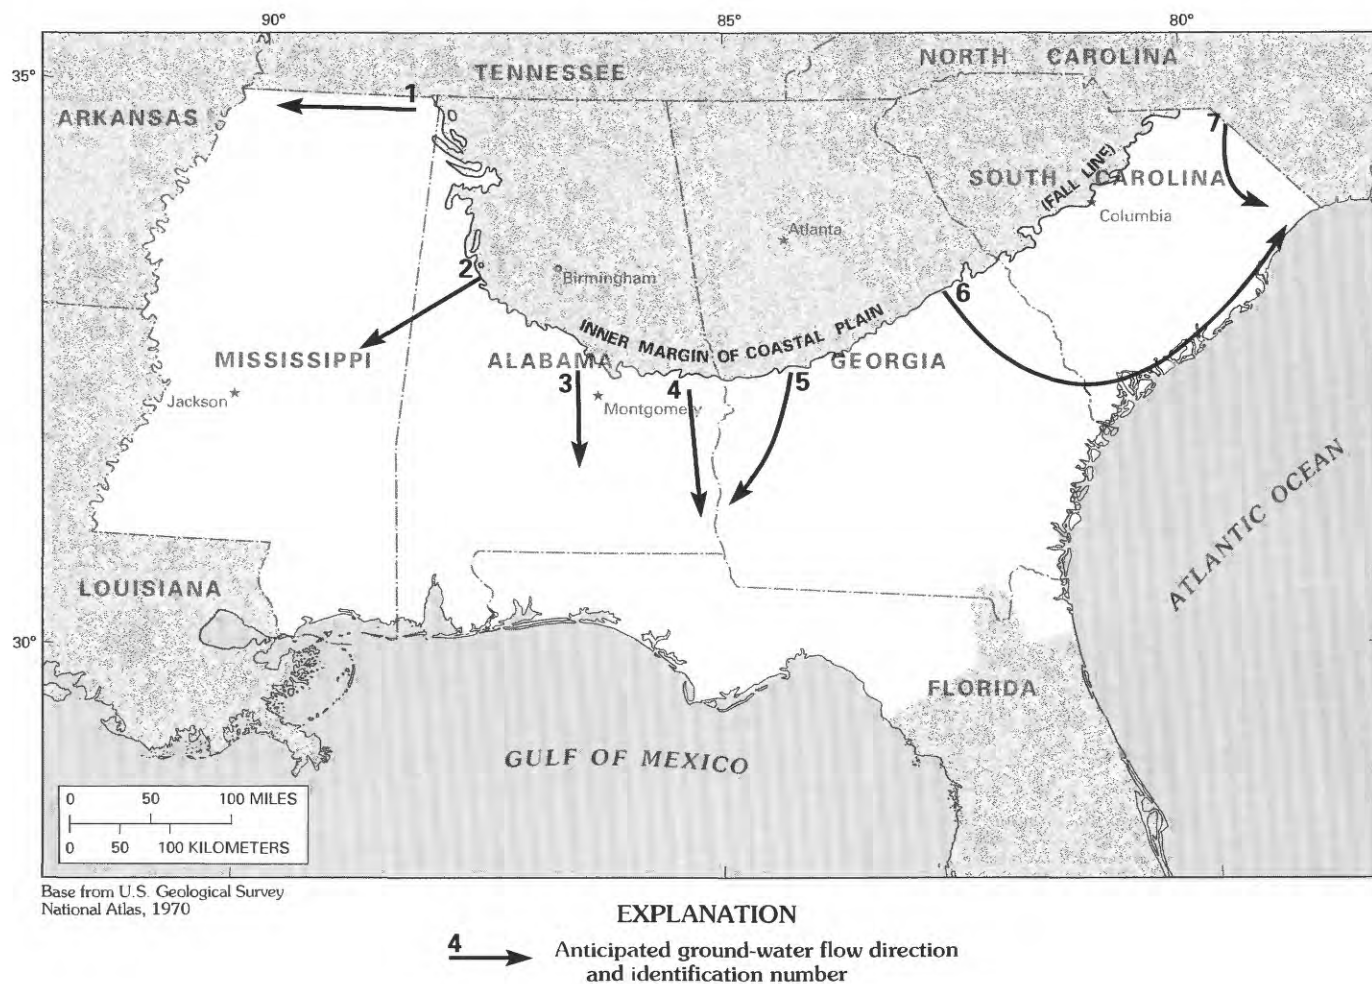 90°
85°
80°
35°
TENNESSEE
NORTH CAROLINA
ARKANSAS
1
7
(FALL LINE)
SOUTH CAROLINA
Columbia
Atlanta
2
Birmingham
6
INNER MARGIN OF COASTAL PLAIN
MISSISSIPPI
ALABAMA
GEORGIA
3
4
5
Jackson
Montgomery
ATLANTIC OCEAN
LOUISIANA
30°
FLORIDA
GULF OF MEXICO
0 50 100 MILES
0 50 100 KILOMETERS
Base from U.S. Geological Survey
National Atlas, 1970
EXPLANATION
4
Anticipated ground-water flow direction
and identification number